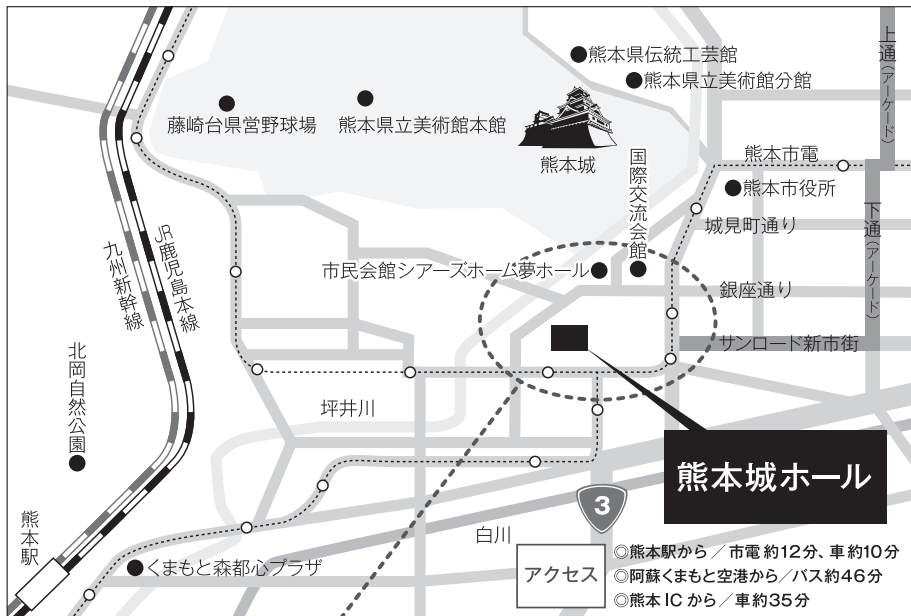 熊本県伝統工芸館
熊本県立美術館分館
上通（アーケード）
藤崎台県営野球場
熊本県立美術館本館
熊本城
国際交流会館
熊本市電
熊本市役所
城見町通り
下通（アーケード）
市民会館シアーズホーム夢ホール
銀座通り
サンロード新市街
九州新幹線
JR鹿児島本線
北岡自然公園
坪井川
熊本城ホール
3
白川
熊本駅
くまもと森都心プラザ
アクセス
◎熊本駅から／市電 約12分、車 約10分
◎阿蘇くまもと空港から／バス約46分
◎熊本 IC から／車約35分